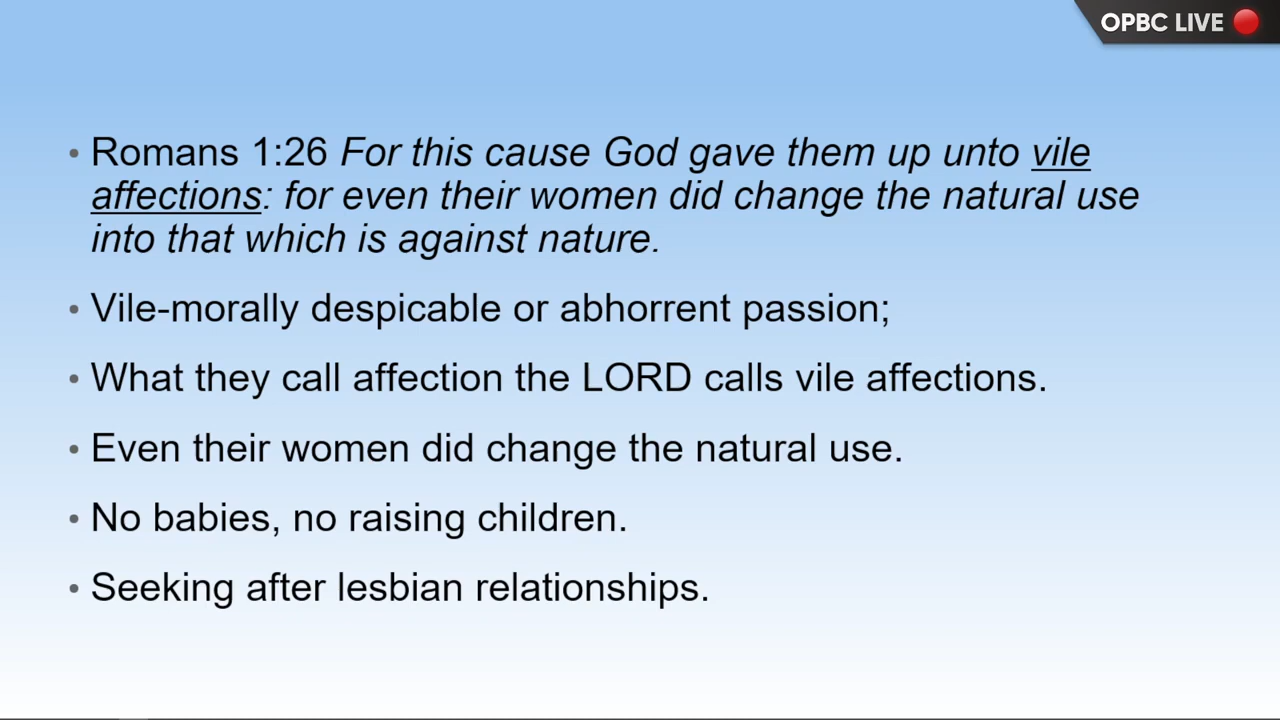 OPBC LIVE
• Romans 1:26 For this cause God gave them up unto vile
affections: for even their women did change the natural use
into that which is against nature.
• Vile-morally despicable or abhorrent passion;
• What they call affection the LORD calls vile affections.
• Even their women did change the natural use.
• No babies, no raising children.
• Seeking after lesbian relationships.